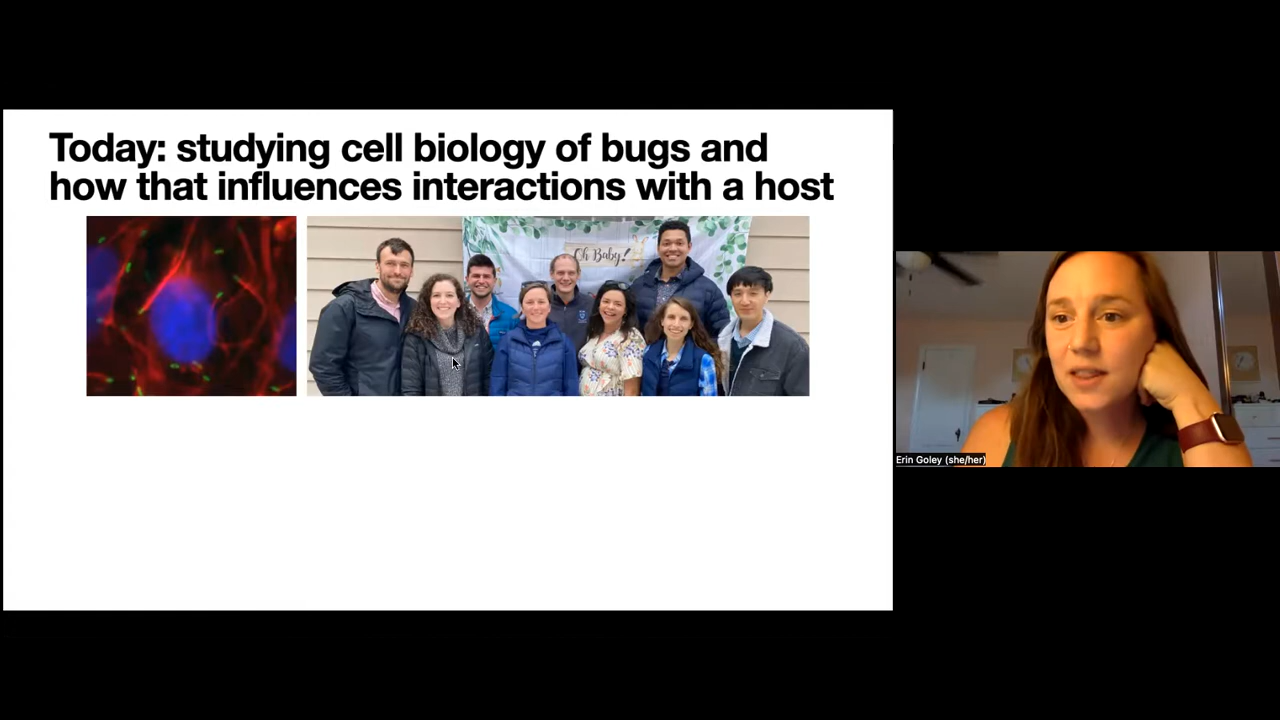 Today: studying cell biology of bugs and
how that influences interactions with a host
Oh Baby!
Erin Goley (she/her)